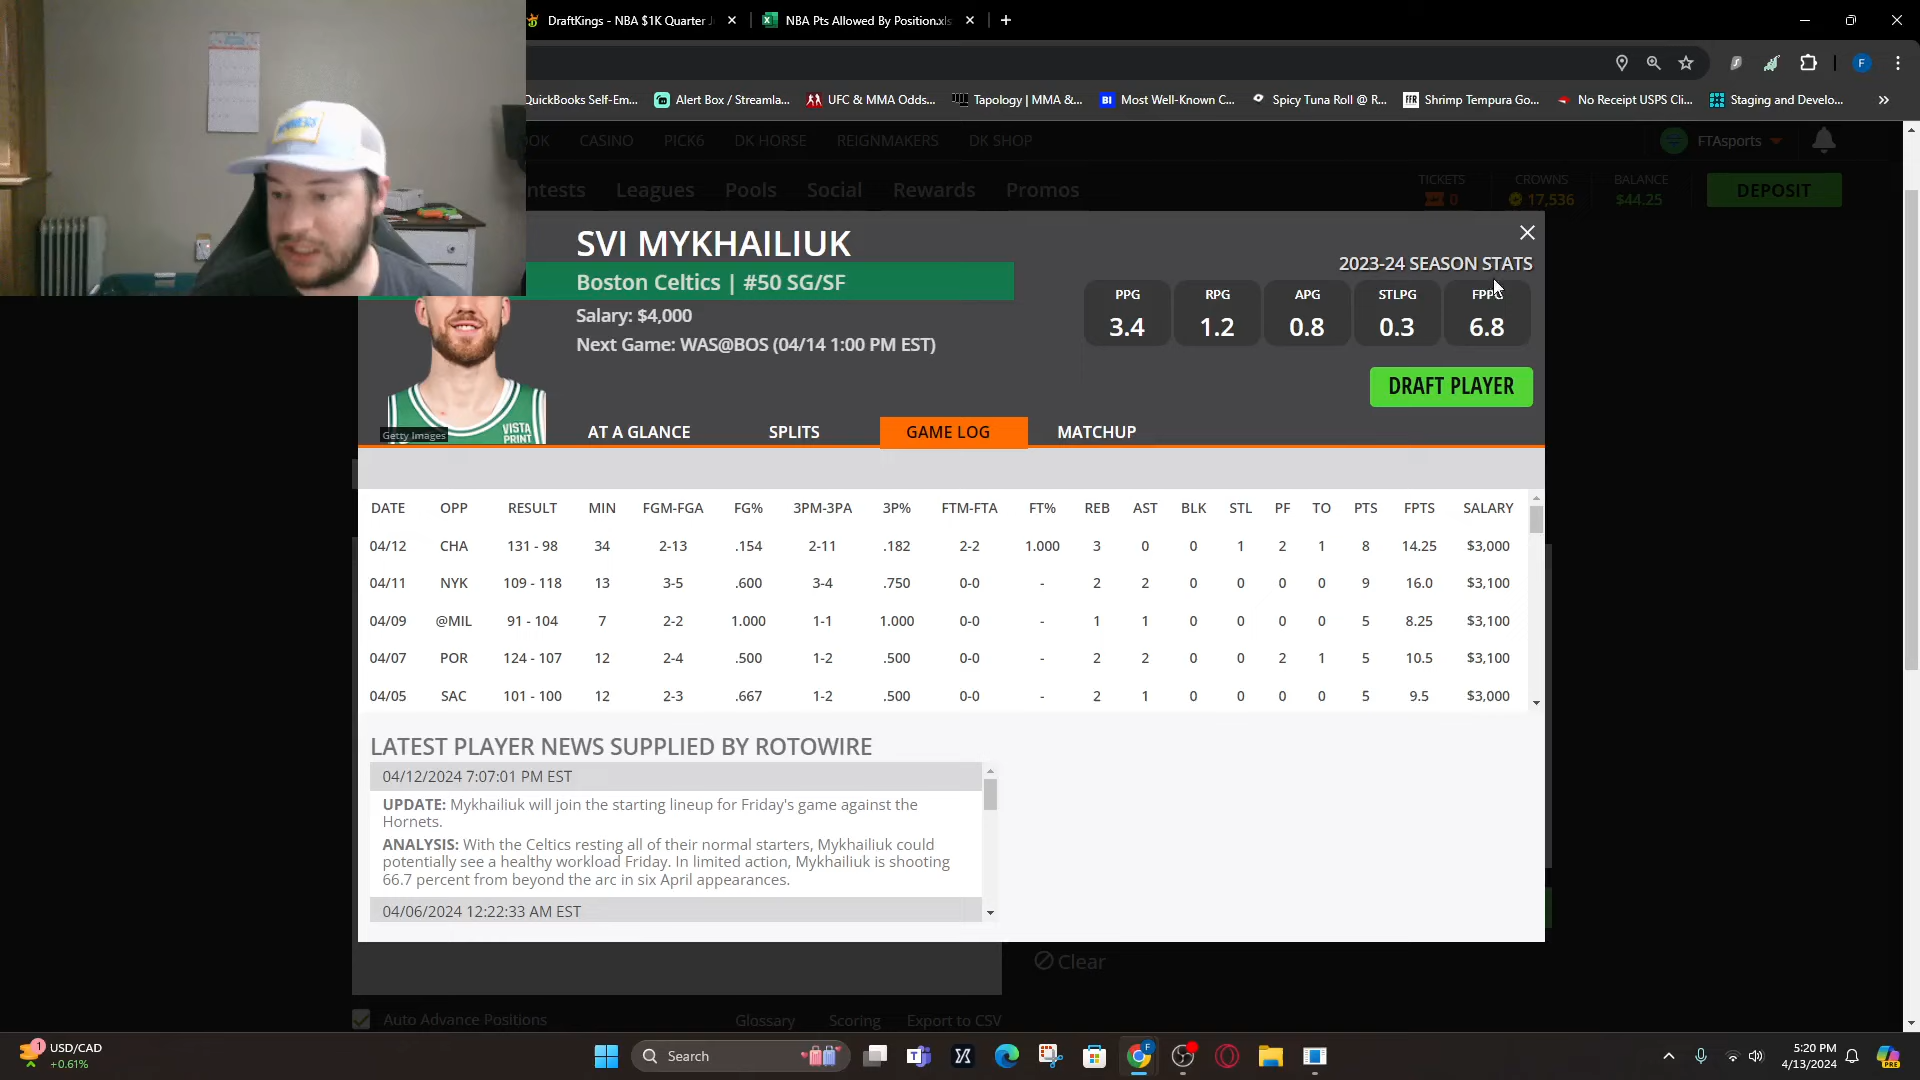 DraftKings - NBA $1K Quarter J
NBA Pts Allowed By Position.xls
QuickBooks Self-Em...
Alert Box / Streamla...
UFC & MMA Odds...
Tapology | MMA &...
BI
Most Well-Known C...
Spicy Tuna Roll @ R...
FFR
Shrimp Tempura Go...
No Receipt USPS Cli...
Staging and Develo...
F
OK
CASINO
PICK6
DK HORSE
REIGNMAKERS
DK SHOP
FTAsports
ntests
Leagues
Pools
Social
Rewards
Promos
TICKETS
0
CROWNS
17,536
BALANCE
$44.25
DEPOSIT
SVI MYKHAILIUK
Boston Celtics | #50 SG/SF
Salary: $4,000
Next Game: WAS@BOS (04/14 1:00 PM EST)
2023-24 SEASON STATS
PPG RPG APG STLPG FPPG
3.4 1.2 0.8 0.3 6.8
DRAFT PLAYER
VISTA
PRINT
Getty Images
AT A GLANCE SPLITS GAME LOG MATCHUP
DATE OPP RESULT MIN FGM-FGA FG% 3PM-3PA 3P% FTM-FTA FT% REB AST BLK STL PF TO PTS FPTS SALARY
04/12 CHA 131 - 98 34 2-13 .154 2-11 .182 2-2 1.000 3 0 0 1 2 1 8 14.25 $3,000
04/11 NYK 109 - 118 13 3-5 .600 3-4 .750 0-0 - 2 2 0 0 0 0 9 16.0 $3,100
04/09 @MIL 91 - 104 7 2-2 1.000 1-1 1.000 0-0 - 1 1 0 0 0 0 5 8.25 $3,100
04/07 POR 124 - 107 12 2-4 .500 1-2 .500 0-0 - 2 2 0 0 2 1 5 10.5 $3,100
04/05 SAC 101 - 100 12 2-3 .667 1-2 .500 0-0 - 2 1 0 0 0 0 5 9.5 $3,000
LATEST PLAYER NEWS SUPPLIED BY ROTOWIRE
04/12/2024 7:07:01 PM EST
UPDATE: Mykhailiuk will join the starting lineup for Friday's game against the
Hornets.
ANALYSIS: With the Celtics resting all of their normal starters, Mykhailiuk could
potentially see a healthy workload Friday. In limited action, Mykhailiuk is shooting
66.7 percent from beyond the arc in six April appearances.
04/06/2024 12:22:33 AM EST
Clear
Auto Advance Positions
Glossary
Scoring
Export to CSV
1
USD/CAD
+0.61%
Search
5:20 PM
4/13/2024
PRE